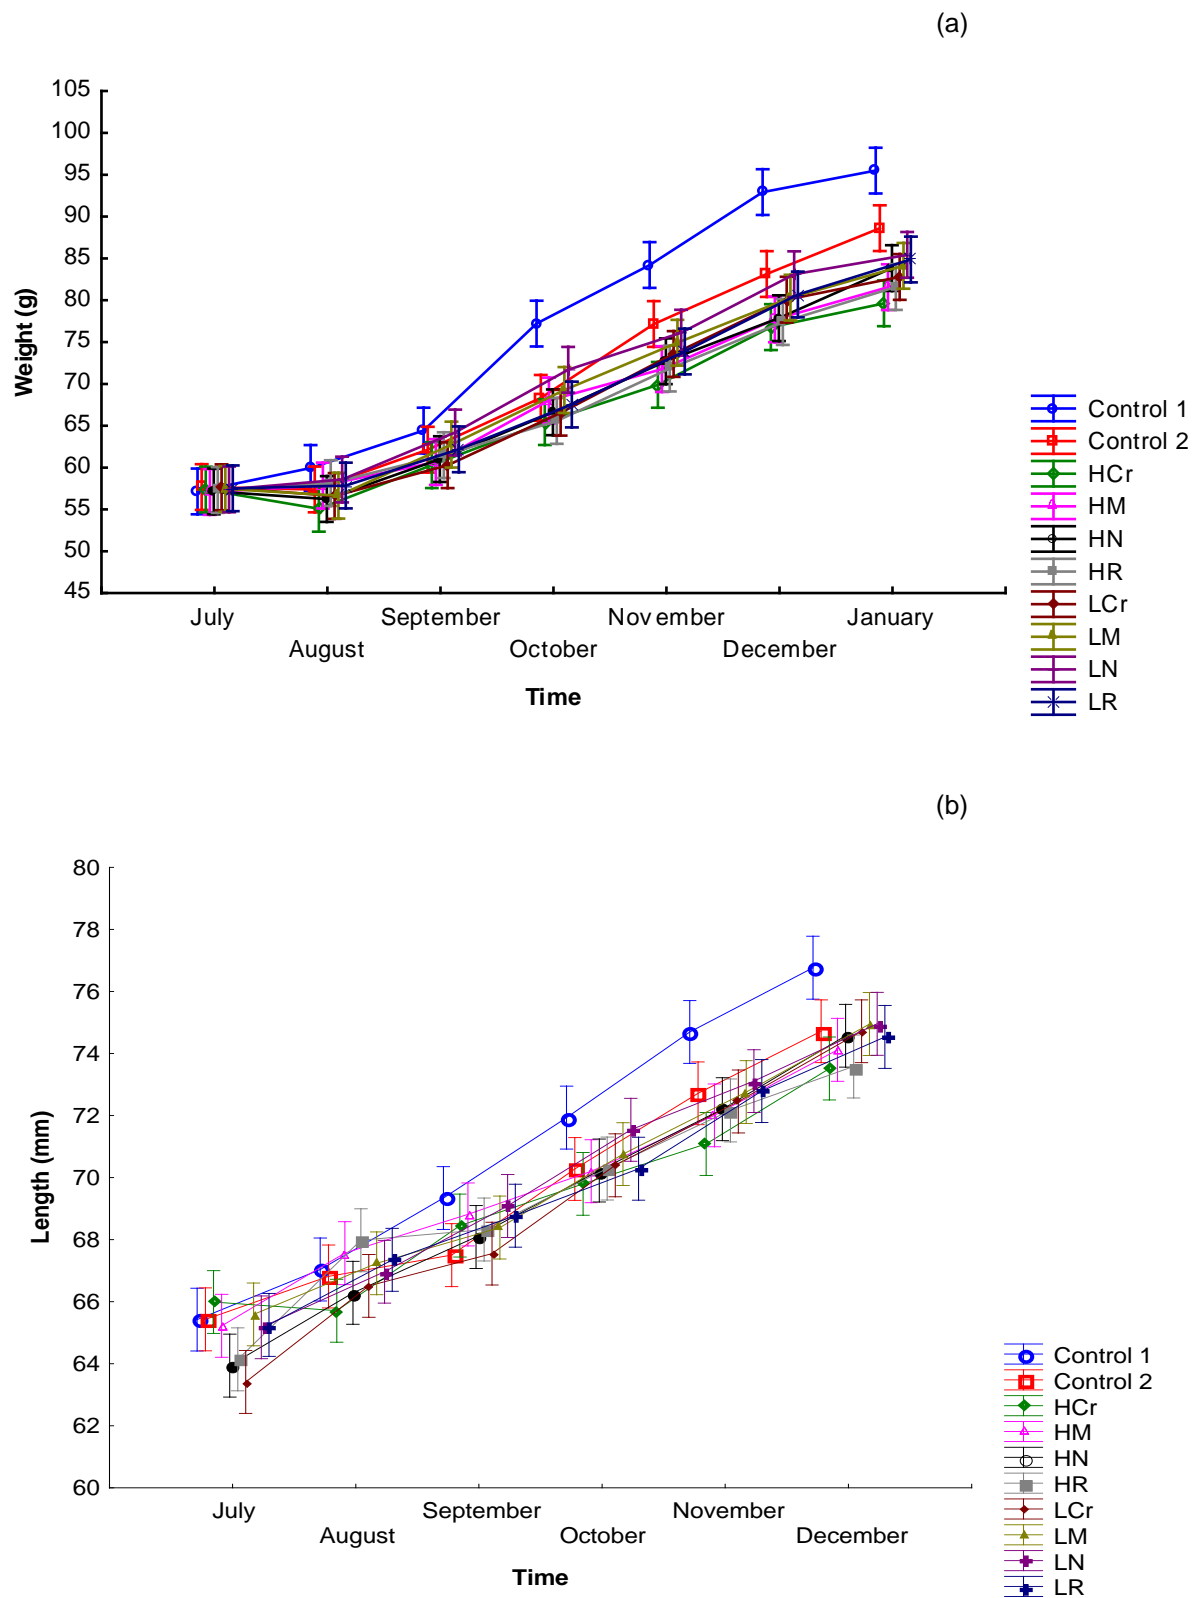 (a)
105
100
95
90
85
80
75
70
65
60
55
50
45
Weight (g)
July
September
November
January
August
October
December
Time
Control 1
Control 2
HCr
HM
HN
HR
LCr
LM
LN
LR
(b)
80
78
76
74
72
70
68
66
64
62
60
Length (mm)
July
September
November
August
October
December
Time
Control 1
Control 2
HCr
HM
HN
HR
LCr
LM
LN
LR